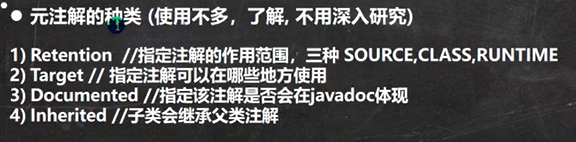 ● 元注解的种类 (使用不多，了解, 不用深入研究)
1) Retention //指定注解的作用范围，三种 SOURCE,CLASS,RUNTIME
2) Target // 指定注解可以在哪些地方使用
3) Documented //指定该注解是否会在javadoc体现
4) Inherited //子类会继承父类注解